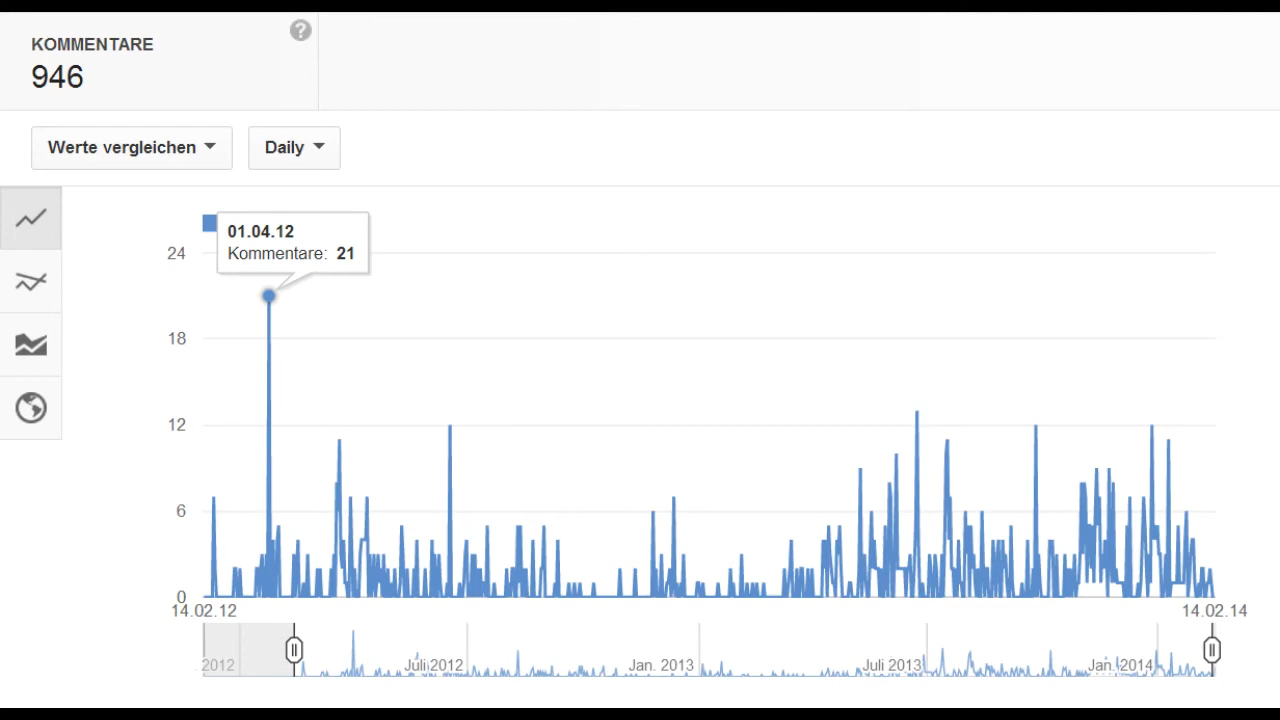 KOMMENTARE
?
946
Werte vergleichen
Daily
01.04.12
Kommentare: 21
24
18
12
6
0
14.02.12
14.02.14
2012
Juli 2012
Jan. 2013
Juli 2013
Jan. 2014